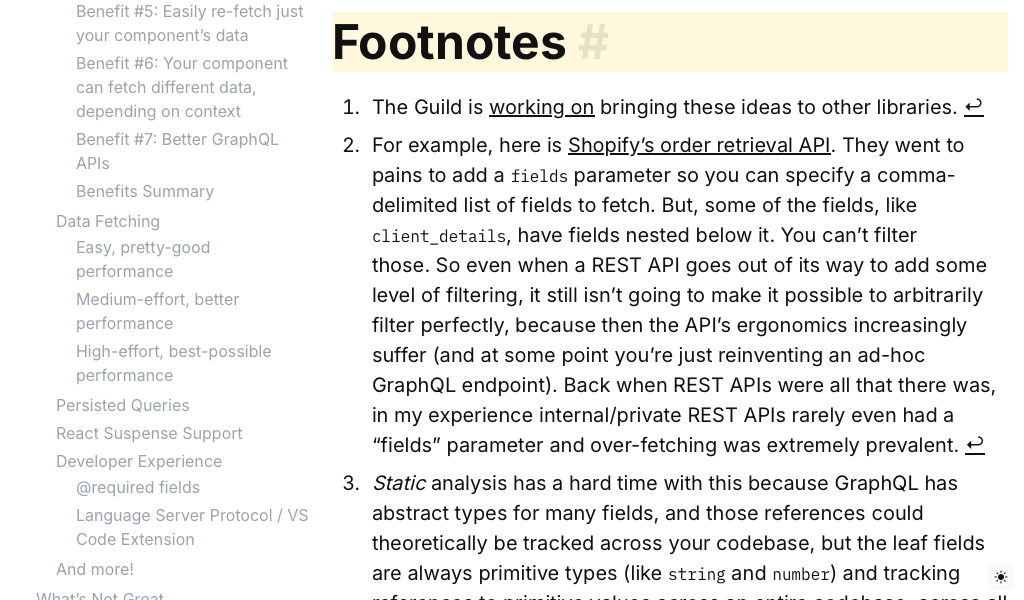 Benefit #5: Easily re-fetch just
your component’s data
Benefit #6: Your component
can fetch different data,
depending on context
Benefit #7: Better GraphQL
APIs
Benefits Summary
Data Fetching
Easy, pretty-good
performance
Medium-effort, better
performance
High-effort, best-possible
performance
Persisted Queries
React Suspense Support
Developer Experience
@required fields
Language Server Protocol / VS
Code Extension
And more!
What’s Not Great
Footnotes #
1. The Guild is working on bringing these ideas to other libraries. ↩
2. For example, here is Shopify’s order retrieval API. They went to
pains to add a fields parameter so you can specify a comma-
delimited list of fields to fetch. But, some of the fields, like
client_details, have fields nested below it. You can’t filter
those. So even when a REST API goes out of its way to add some
level of filtering, it still isn’t going to make it possible to arbitrarily
filter perfectly, because then the API’s ergonomics increasingly
suffer (and at some point you’re just reinventing an ad-hoc
GraphQL endpoint). Back when REST APIs were all that there was,
in my experience internal/private REST APIs rarely even had a
“fields” parameter and over-fetching was extremely prevalent. ↩
3. Static analysis has a hard time with this because GraphQL has
abstract types for many fields, and those references could
theoretically be tracked across your codebase, but the leaf fields
are always primitive types (like string and number) and tracking
references to primitive values across an entire codebase, across all